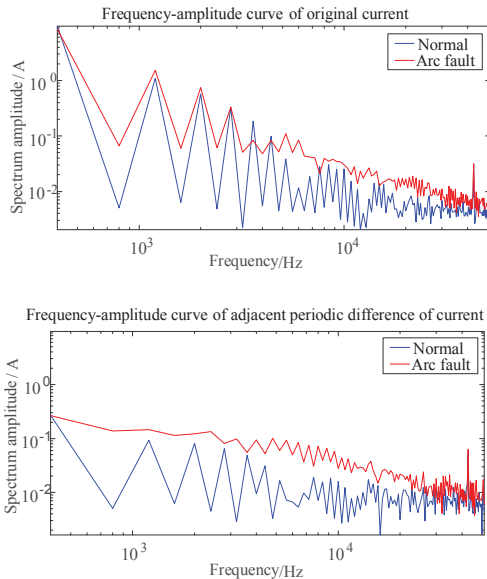 Frequency-amplitude curve of original current
Normal
Arc fault
Spectrum amplitude / A
10^0
10^-1
10^-2
10^3
10^4
Frequency/Hz
Frequency-amplitude curve of adjacent periodic difference of current
Normal
Arc fault
Spectrum amplitude / A
10^0
10^-1
10^-2
10^3
10^4
Frequency/Hz